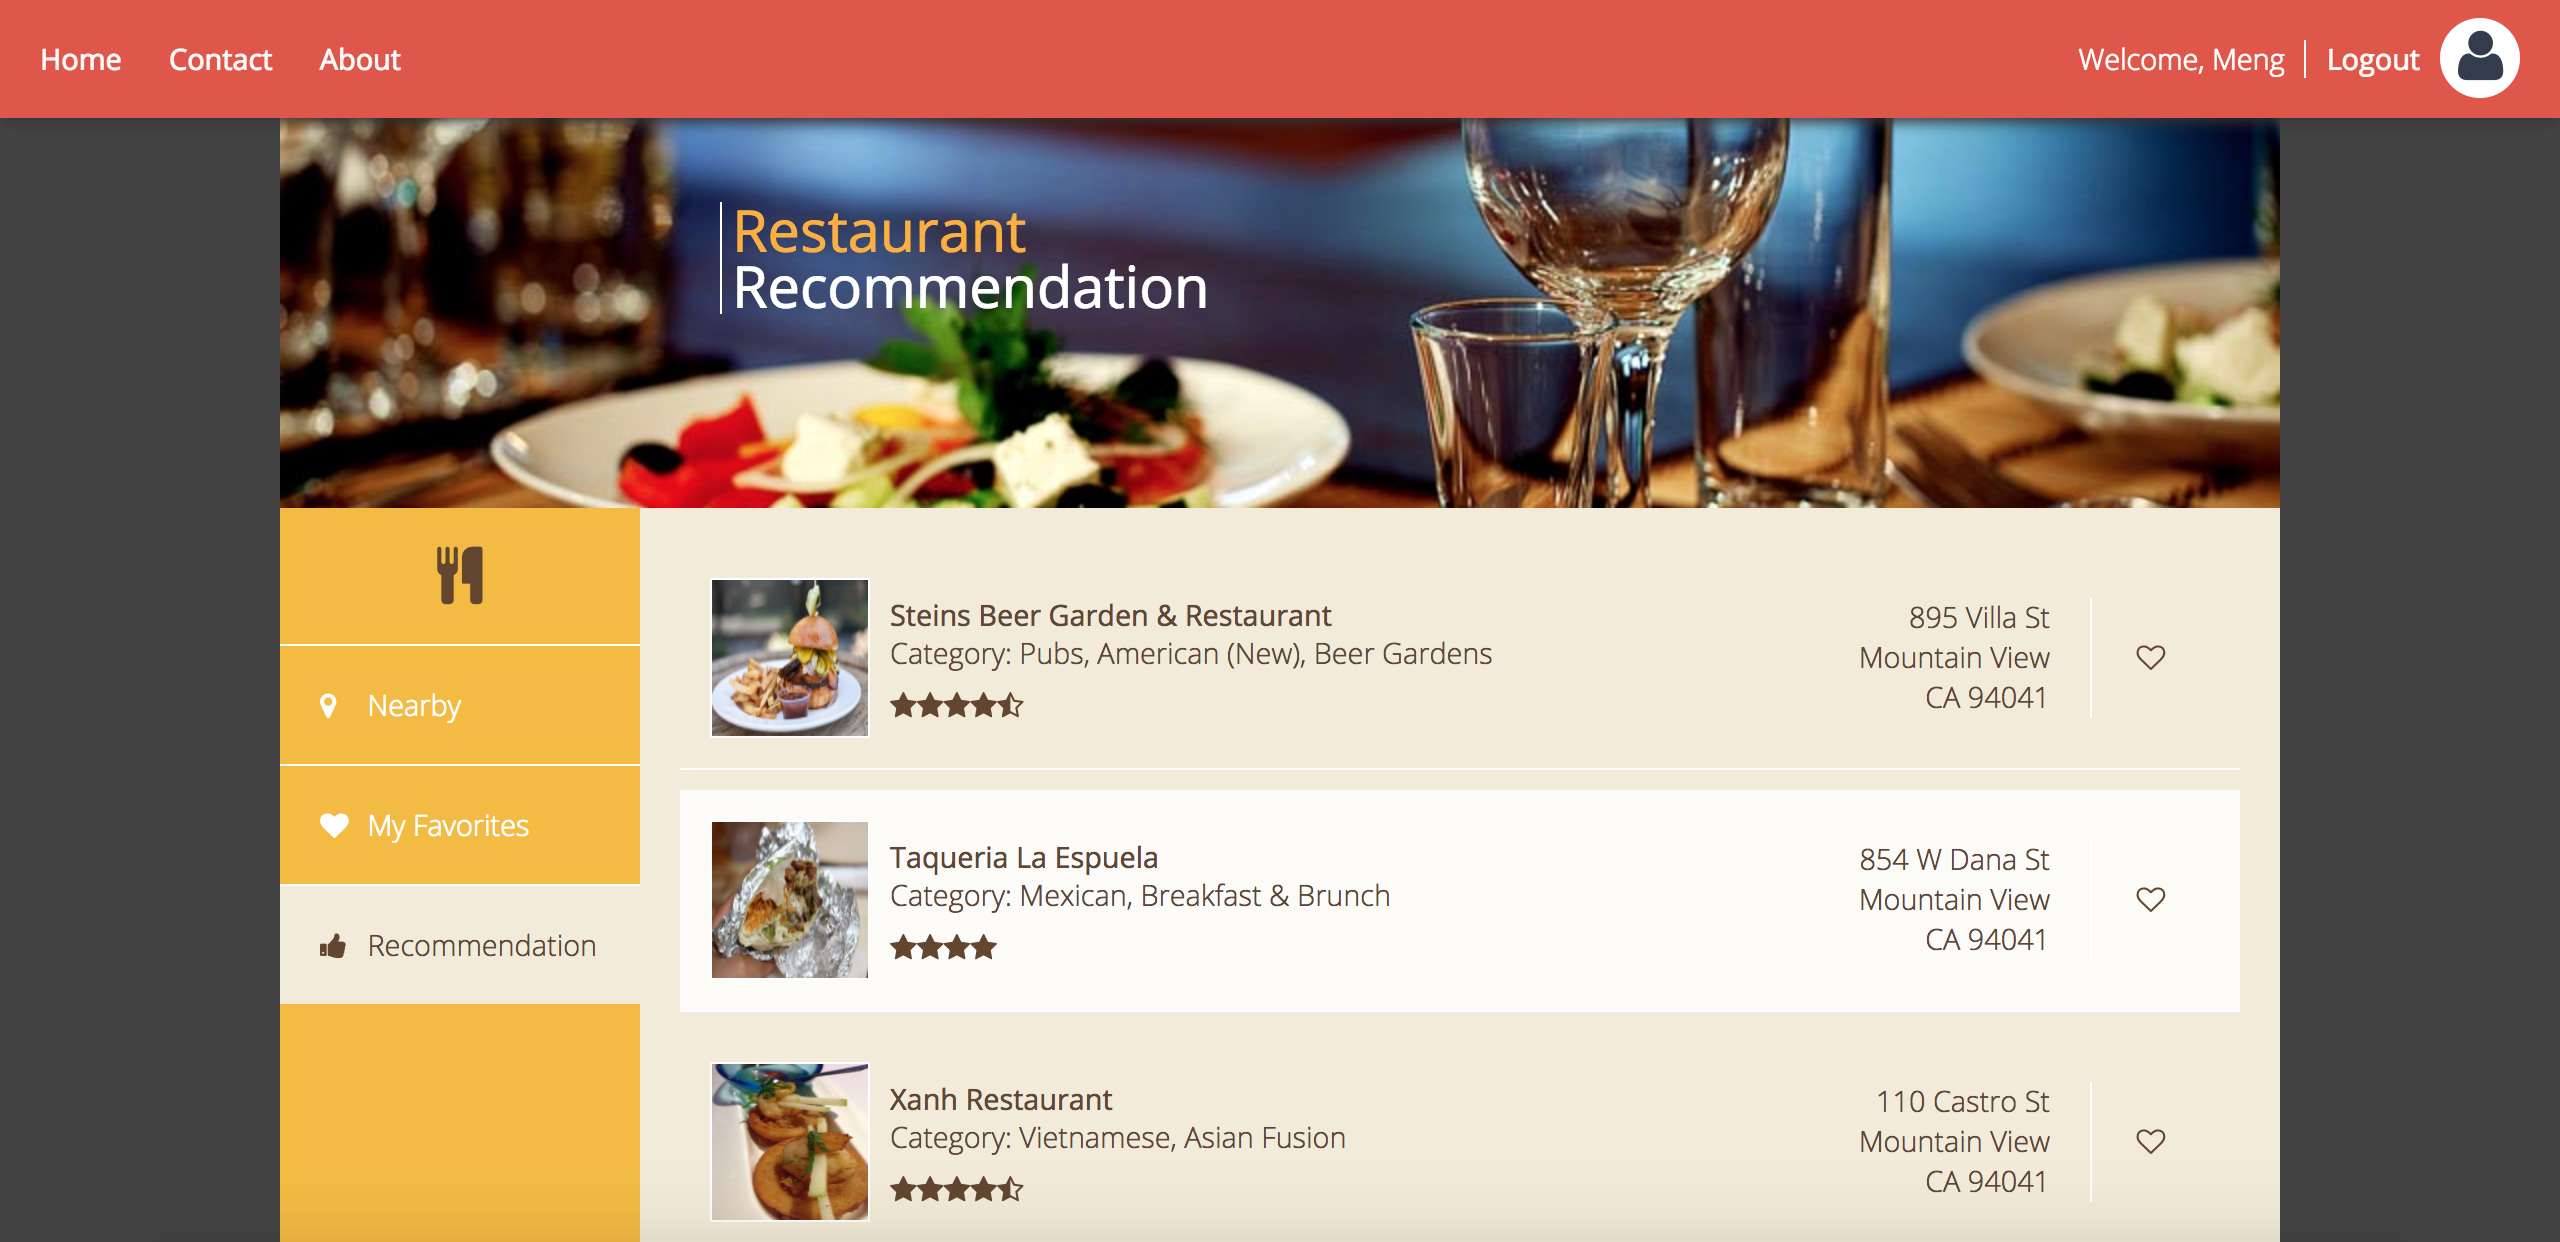 Home
Contact
About
Welcome, Meng
Logout
Restaurant
Recommendation
Nearby
My Favorites
Recommendation
Steins Beer Garden & Restaurant
Category: Pubs, American (New), Beer Gardens
895 Villa St
Mountain View
CA 94041
Taqueria La Espuela
Category: Mexican, Breakfast & Brunch
854 W Dana St
Mountain View
CA 94041
Xanh Restaurant
Category: Vietnamese, Asian Fusion
110 Castro St
Mountain View
CA 94041